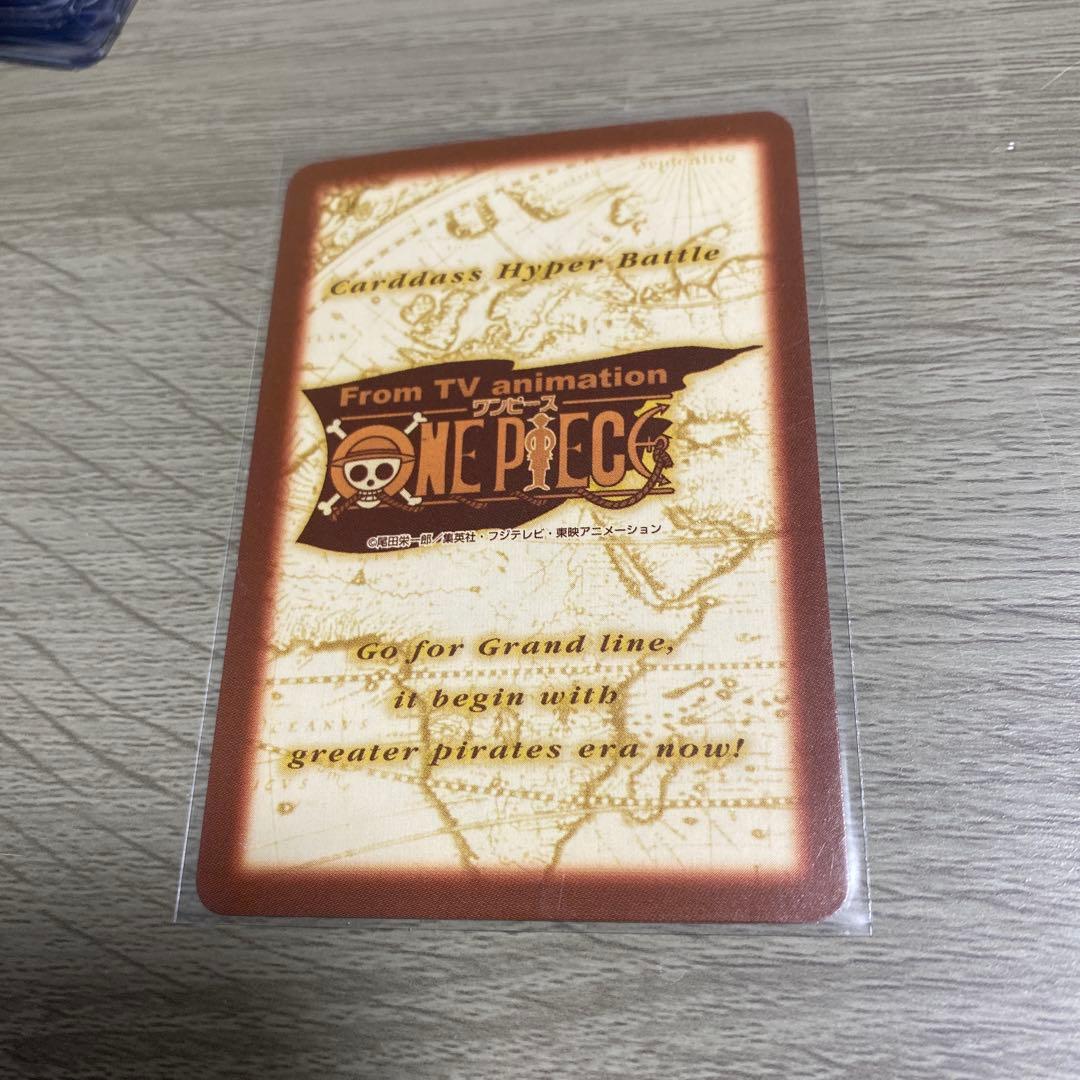 Septentrio
Carddass Hyper Battle
From TV animation
ワンピース
ONE PIECE
©尾田栄一郎／集英社・フジテレビ・東映アニメーション
Go for Grand line,
it begin with
greater pirates era now!